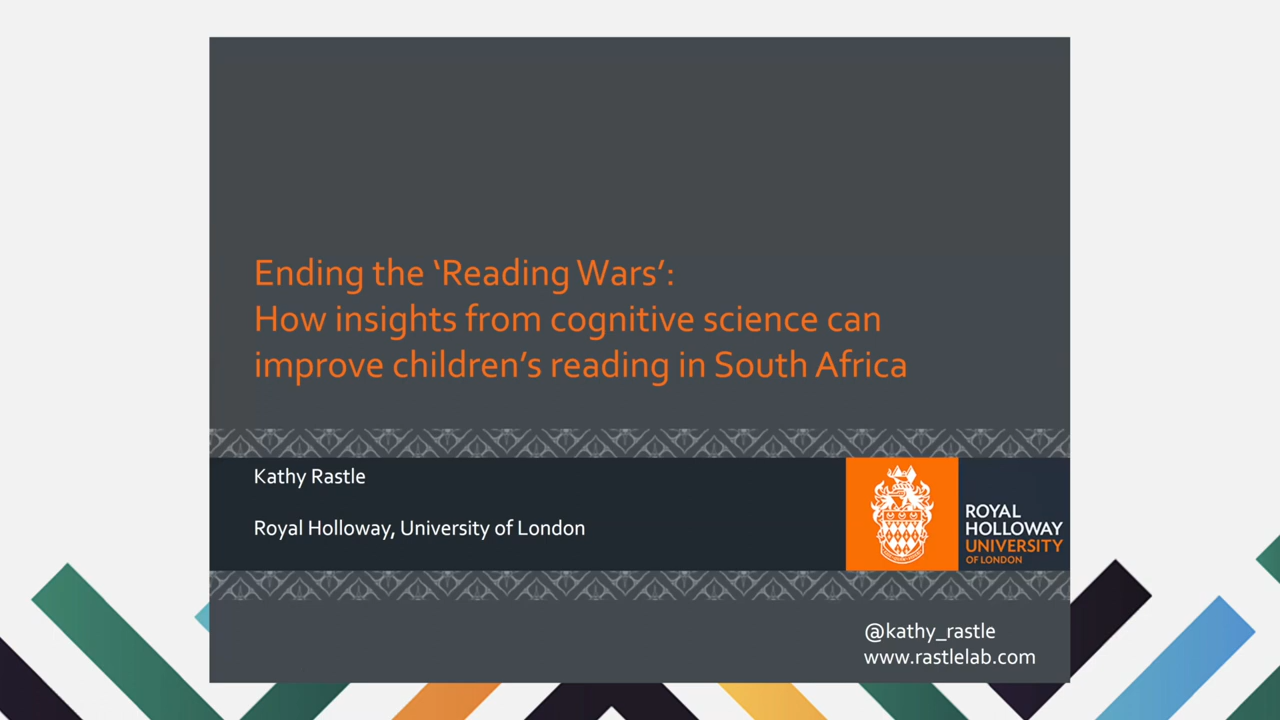 Ending the ‘Reading Wars’:
How insights from cognitive science can
improve children’s reading in South Africa
Kathy Rastle
Royal Holloway, University of London
ROYAL
HOLLOWAY
UNIVERSITY
OF LONDON
@kathy_rastle
www.rastlelab.com